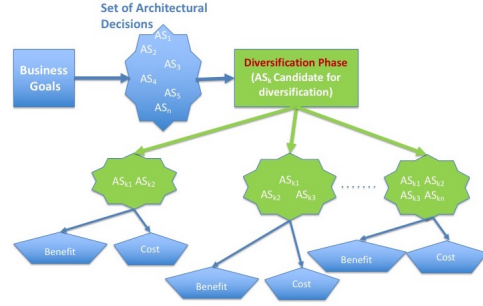 Set of Architectural
Decisions
Business
Goals
AS₁
AS₂
AS₃
AS₄
AS₅
ASₙ
Diversification Phase
(ASₖ Candidate for
diversification)
ASₖ₁ ASₖ₂
ASₖ₁
ASₖ₂ ASₖ₃
.......
ASₖ₁ ASₖ₂
ASₖ₃ ASₖₙ
Benefit
Cost
Benefit
Cost
Benefit
Cost